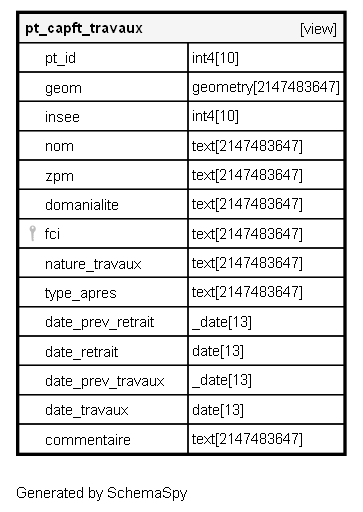 pt_capft_travaux [view]
pt_id int4[10]
geom geometry[2147483647]
insee int4[10]
nom text[2147483647]
zpm text[2147483647]
domanialite text[2147483647]
fci text[2147483647]
nature_travaux text[2147483647]
type_apres text[2147483647]
date_prev_retrait _date[13]
date_retrait date[13]
date_prev_travaux _date[13]
date_travaux date[13]
commentaire text[2147483647]
Generated by SchemaSpy